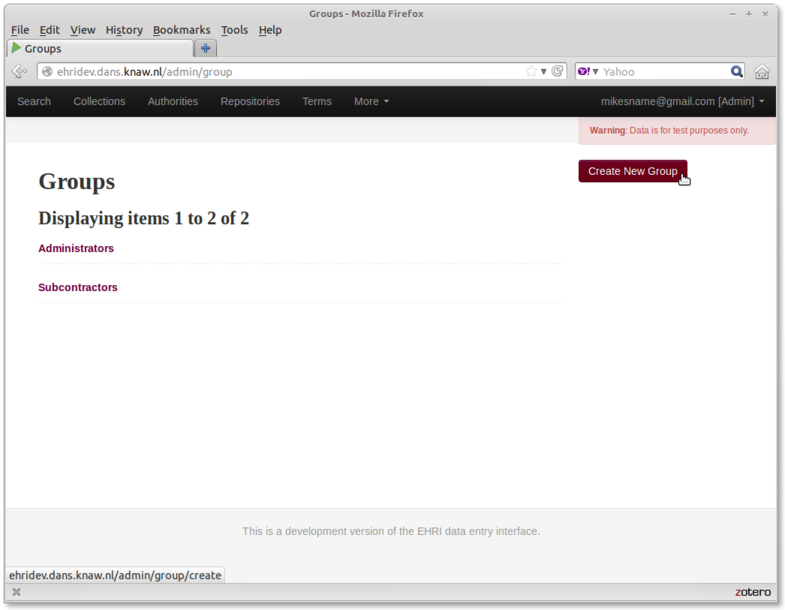 Groups - Mozilla Firefox
File Edit View History Bookmarks Tools Help
Groups
ehridev.dans.knaw.nl/admin/group
Yahoo
Search Collections Authorities Repositories Terms More mikesname@gmail.com [Admin]
Warning: Data is for test purposes only.
Create New Group
Groups
Displaying items 1 to 2 of 2
Administrators
Subcontractors
This is a development version of the EHRI data entry interface.
ehridev.dans.knaw.nl/admin/group/create
zotero